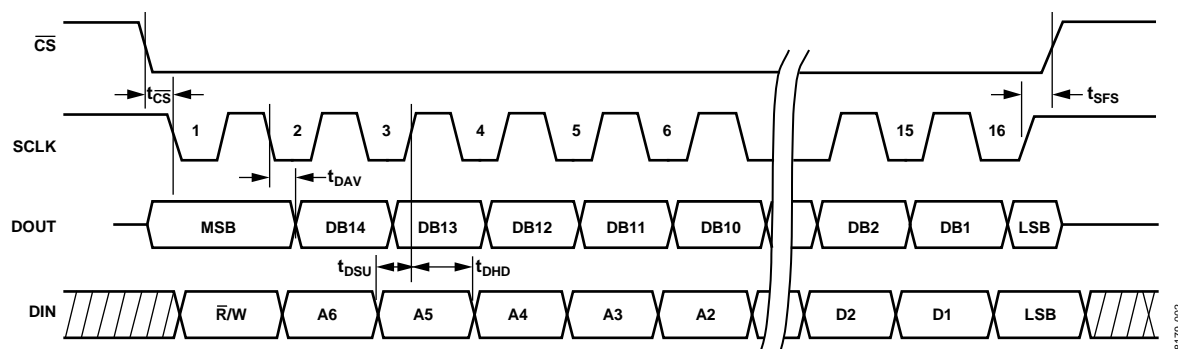 CS
tCS
tSFS
SCLK
1 2 3 4 5 6 15 16
tDAV
DOUT
MSB DB14 DB13 DB12 DB11 DB10 DB2 DB1 LSB
tDSU tDHD
DIN
R/W A6 A5 A4 A3 A2 D2 D1 LSB